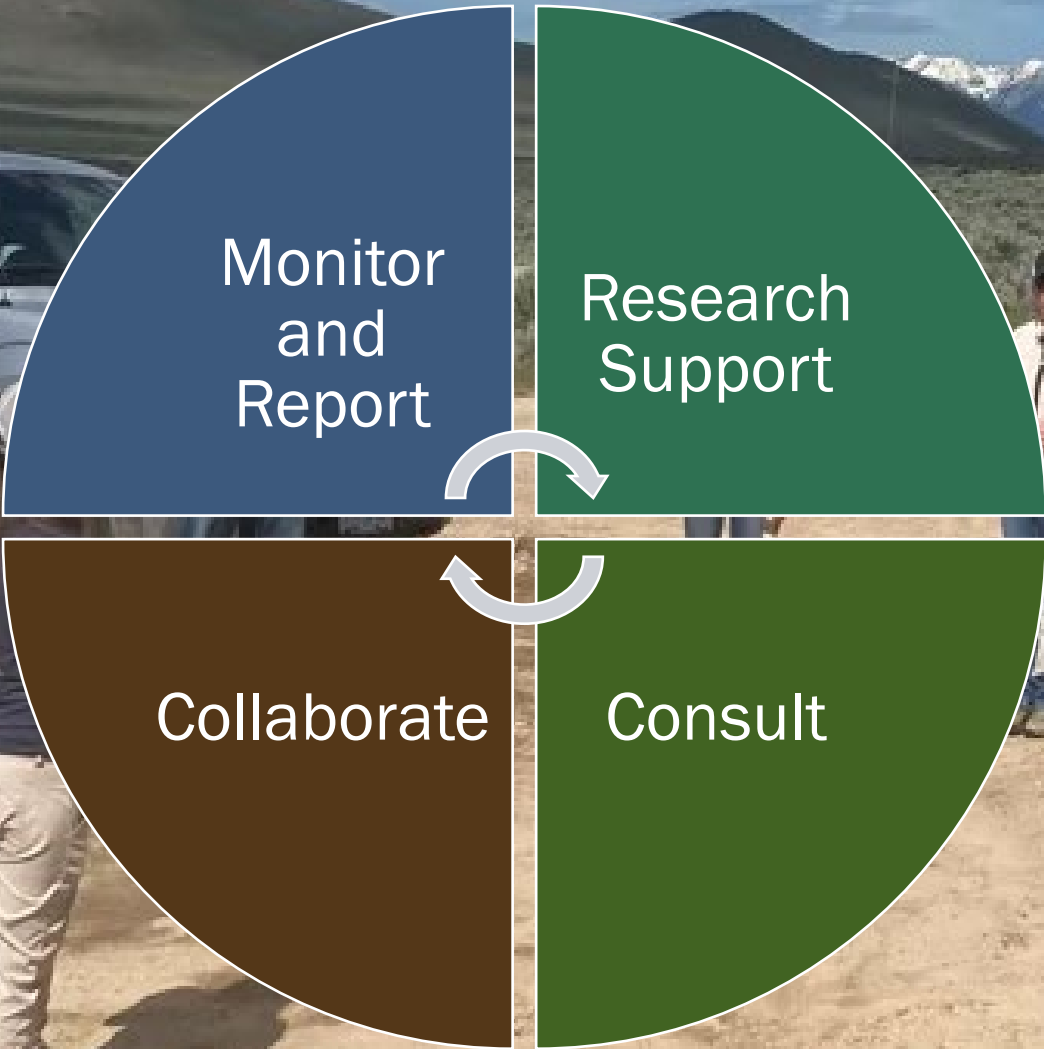 Monitor
and
Report
Research
Support
Collaborate
Consult